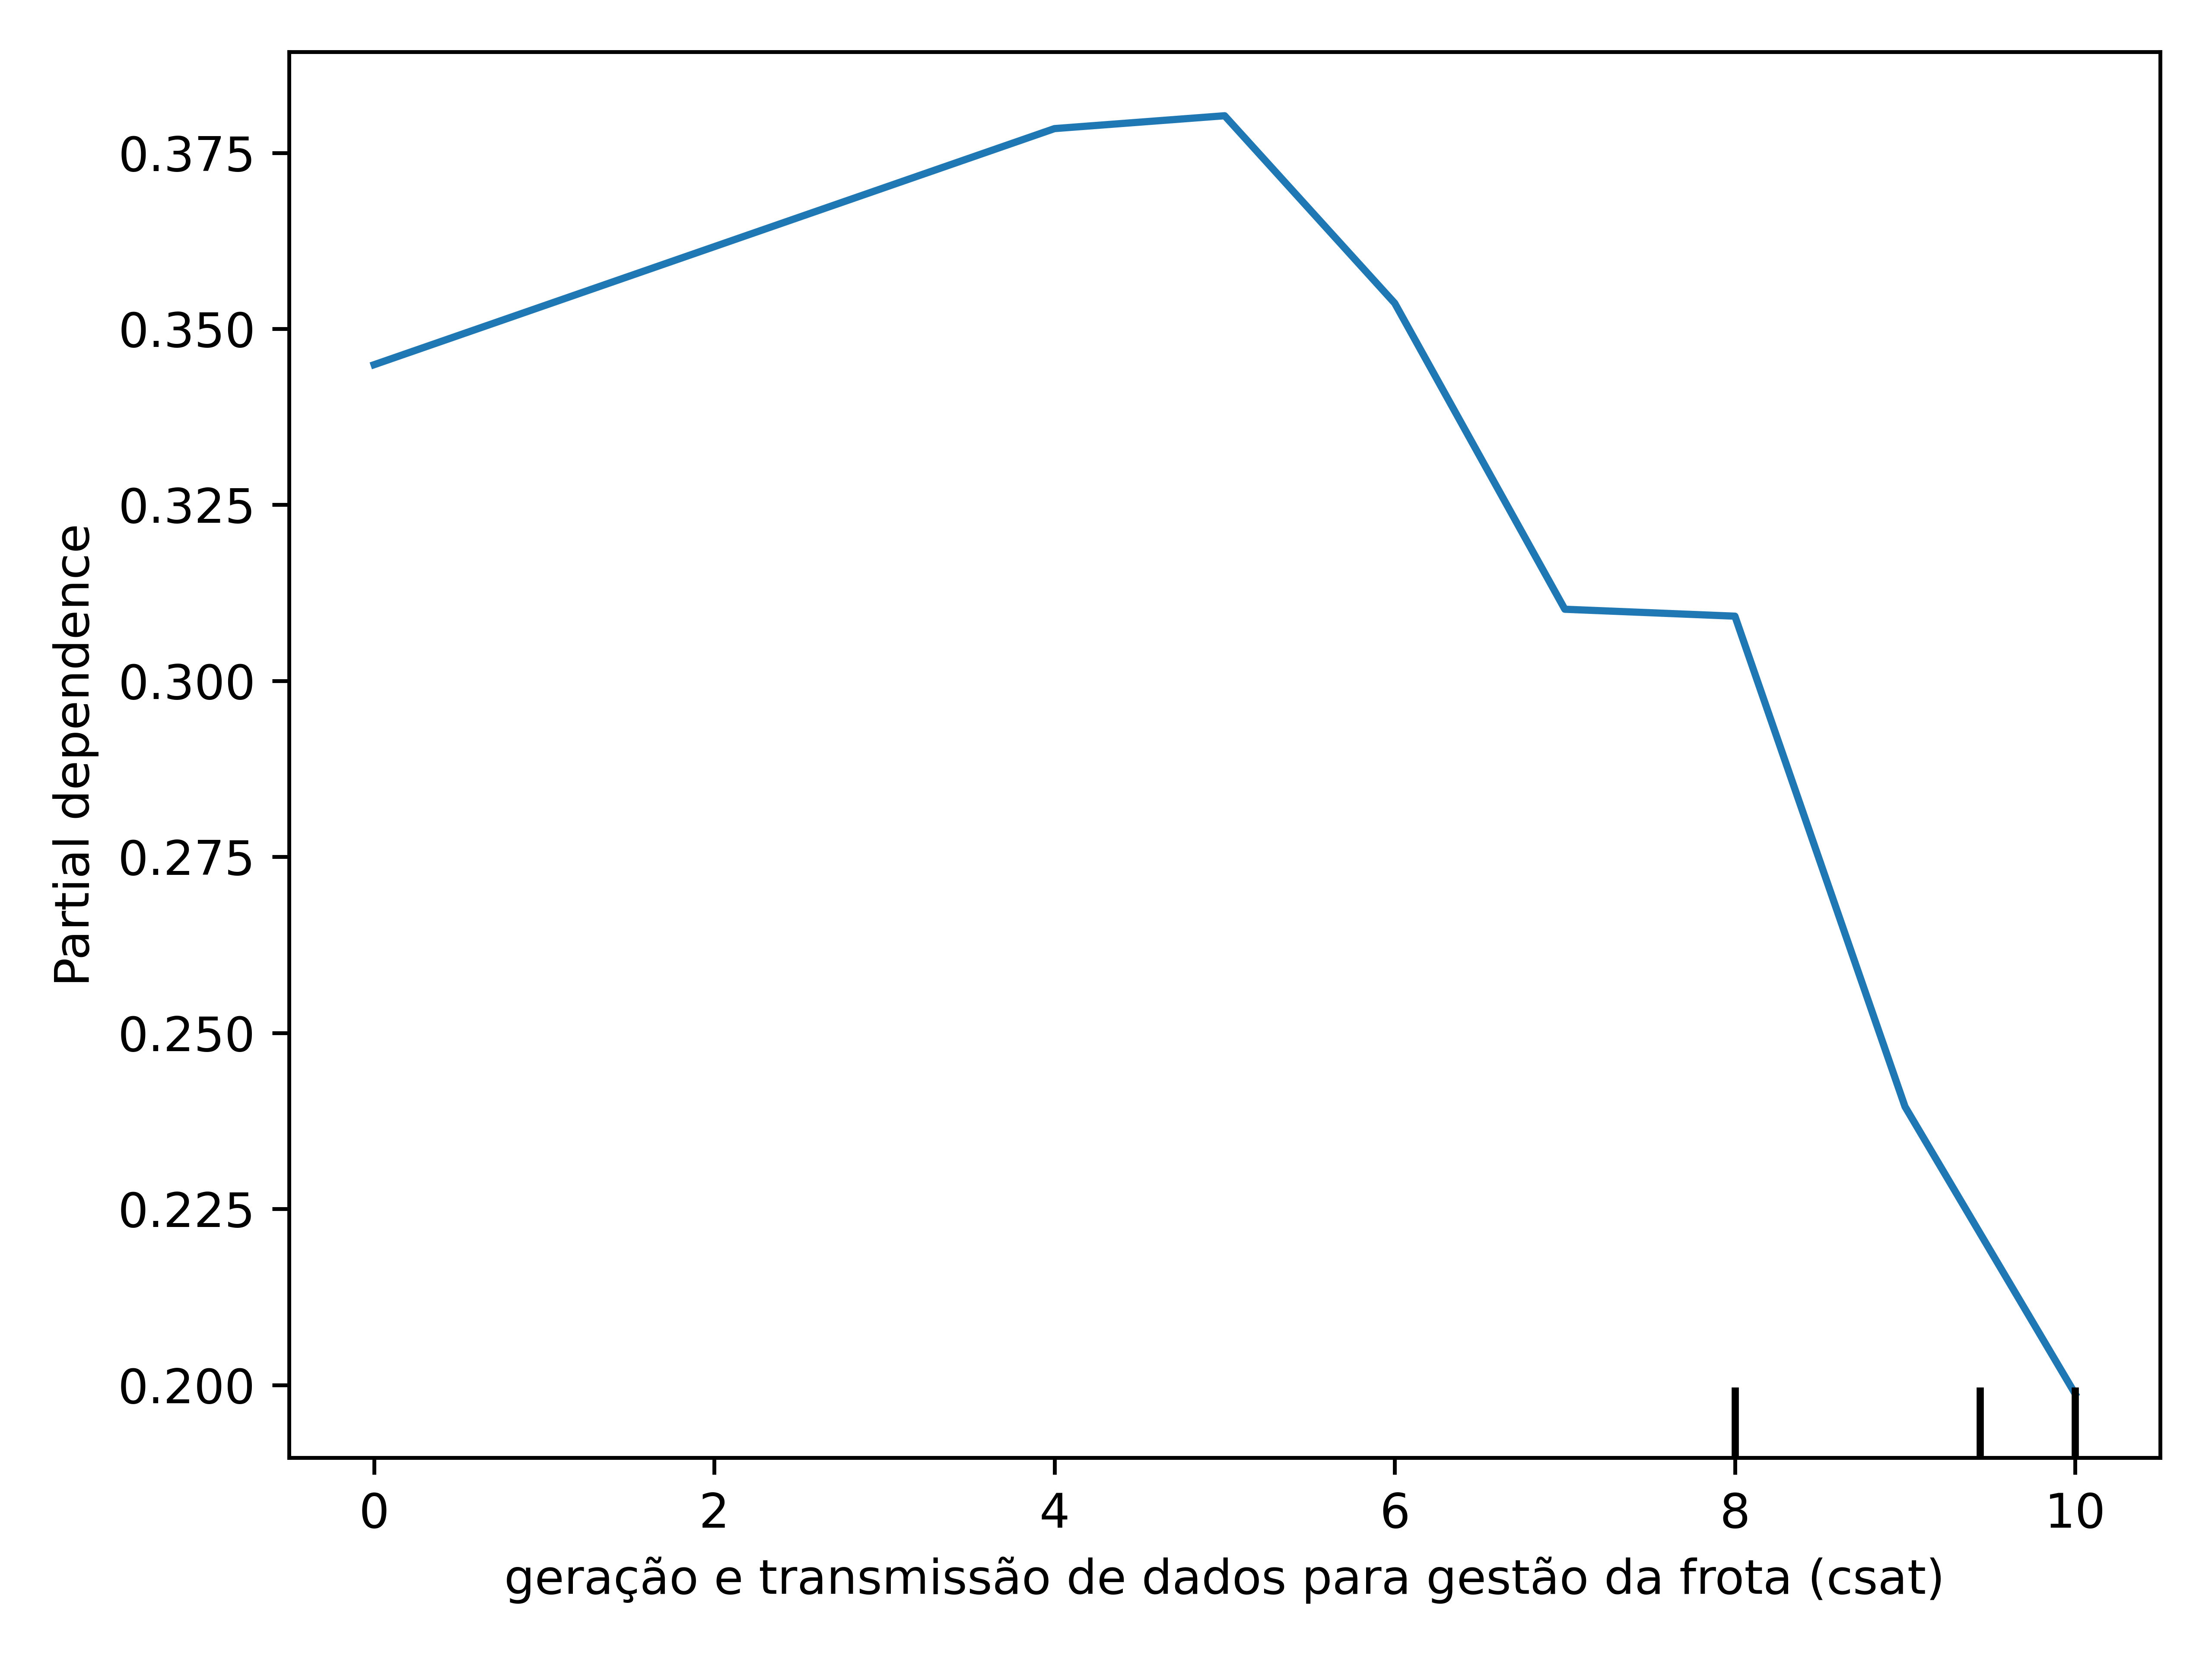 Partial dependence
0.375
0.350
0.325
0.300
0.275
0.250
0.225
0.200
0 2 4 6 8 10
geração e transmissão de dados para gestão da frota (csat)